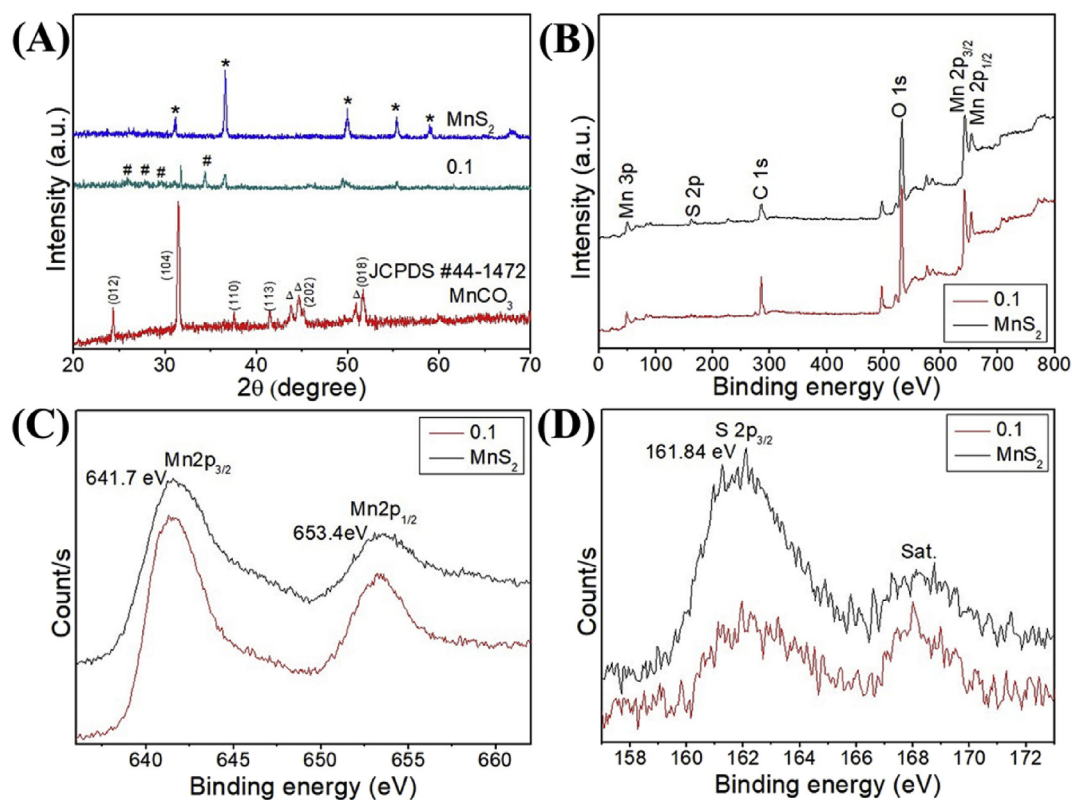 (A)
* * * * *
MnS₂
# # # #
0.1
(012)
(104)
(110)
(113)
Δ Δ
(202)
Δ
(018)
JCPDS #44-1472
MnCO₃
Intensity (a.u.)
20 30 40 50 60 70
2θ (degree)
(B)
Mn 3p
S 2p
C 1s
O 1s
Mn 2p₃/₂
Mn 2p₁/₂
0.1
MnS₂
Intensity (a.u.)
0 100 200 300 400 500 600 700 800
Binding energy (eV)
(C)
0.1
MnS₂
Mn2p₃/₂
641.7 eV
Mn2p₁/₂
653.4eV
Count/s
640 645 650 655 660
Binding energy (eV)
(D)
S 2p₃/₂
161.84 eV
0.1
MnS₂
Sat.
Count/s
158 160 162 164 166 168 170 172
Binding energy (eV)